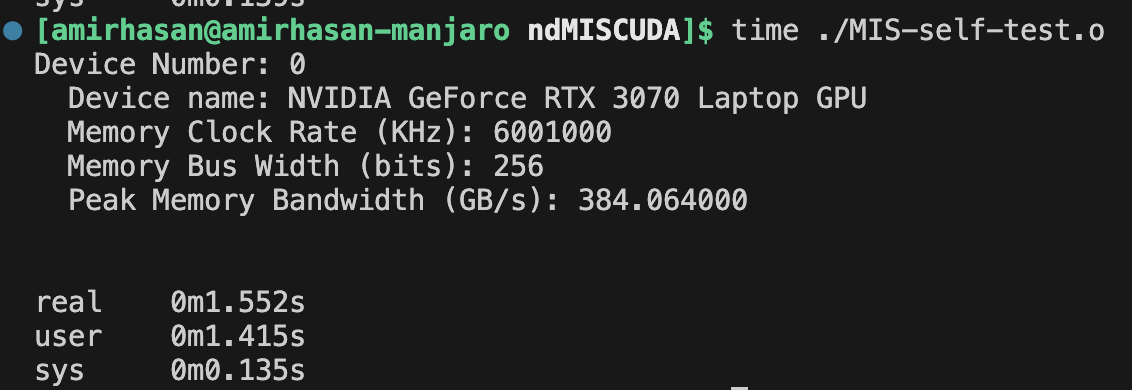 sys     0m0.139s
[amirhasan@amirhasan-manjaro ndMISCUDA]$ time ./MIS-self-test.o
Device Number: 0
  Device name: NVIDIA GeForce RTX 3070 Laptop GPU
  Memory Clock Rate (KHz): 6001000
  Memory Bus Width (bits): 256
  Peak Memory Bandwidth (GB/s): 384.064000
real    0m1.552s
user    0m1.415s
sys     0m0.135s